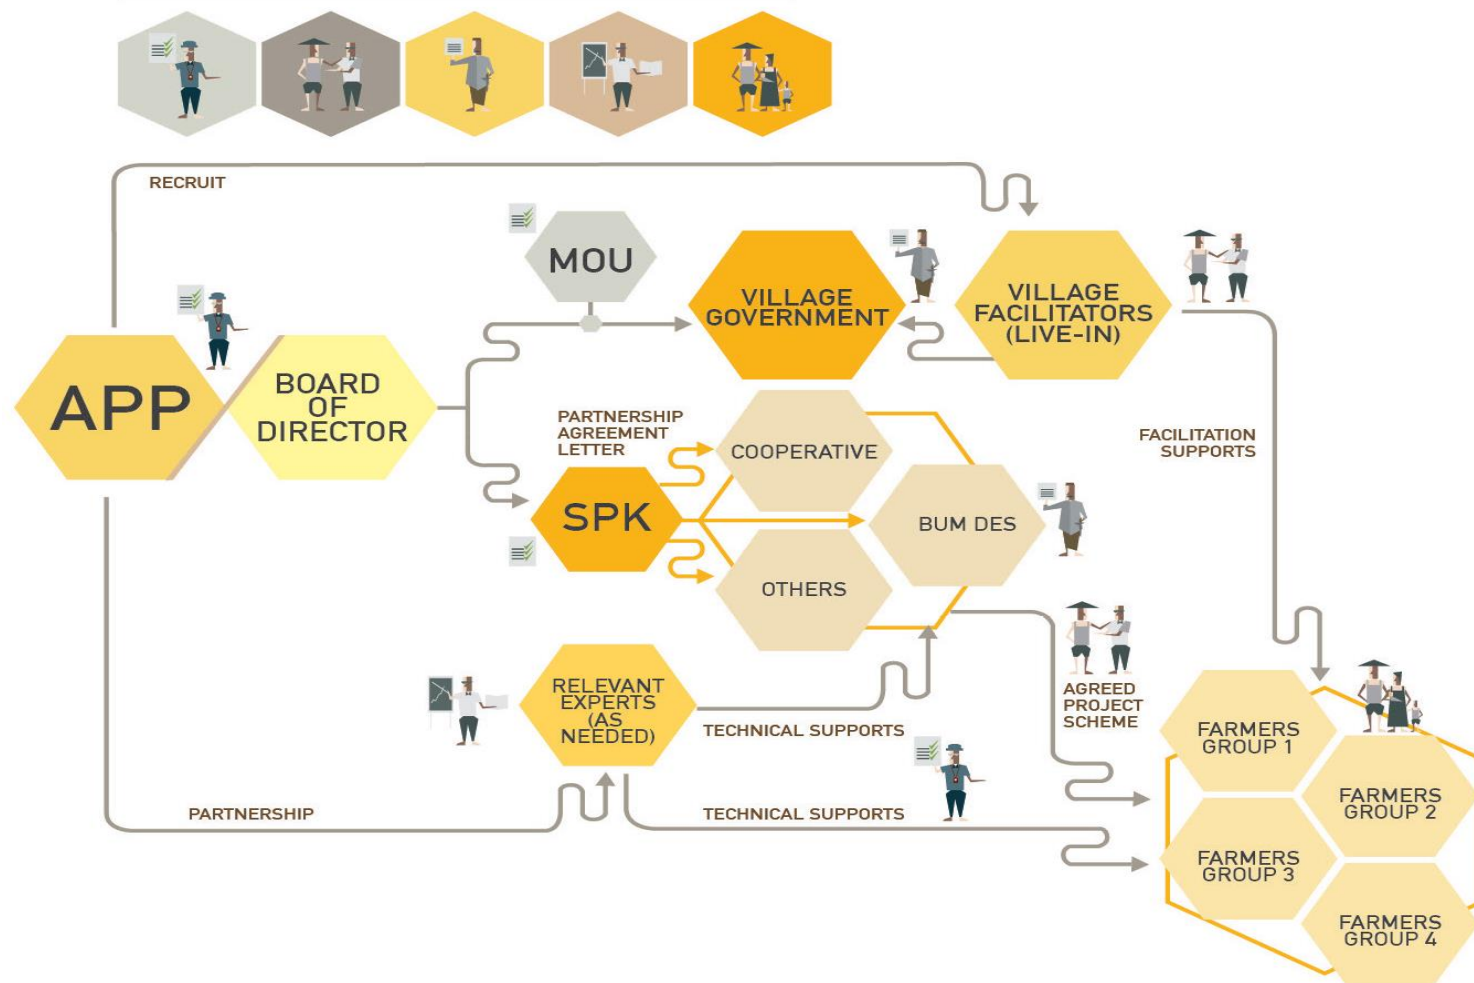 RECRUIT
MOU
VILLAGE
GOVERNMENT
VILLAGE
FACILITATORS
(LIVE-IN)
APP
BOARD
OF
DIRECTOR
PARTNERSHIP
AGREEMENT
LETTER
COOPERATIVE
FACILITATION
SUPPORTS
SPK
BUM DES
OTHERS
RELEVANT
EXPERTS
(AS
NEEDED)
TECHNICAL SUPPORTS
AGREED
PROJECT
SCHEME
FARMERS
GROUP 1
FARMERS
GROUP 2
PARTNERSHIP
TECHNICAL SUPPORTS
FARMERS
GROUP 3
FARMERS
GROUP 4